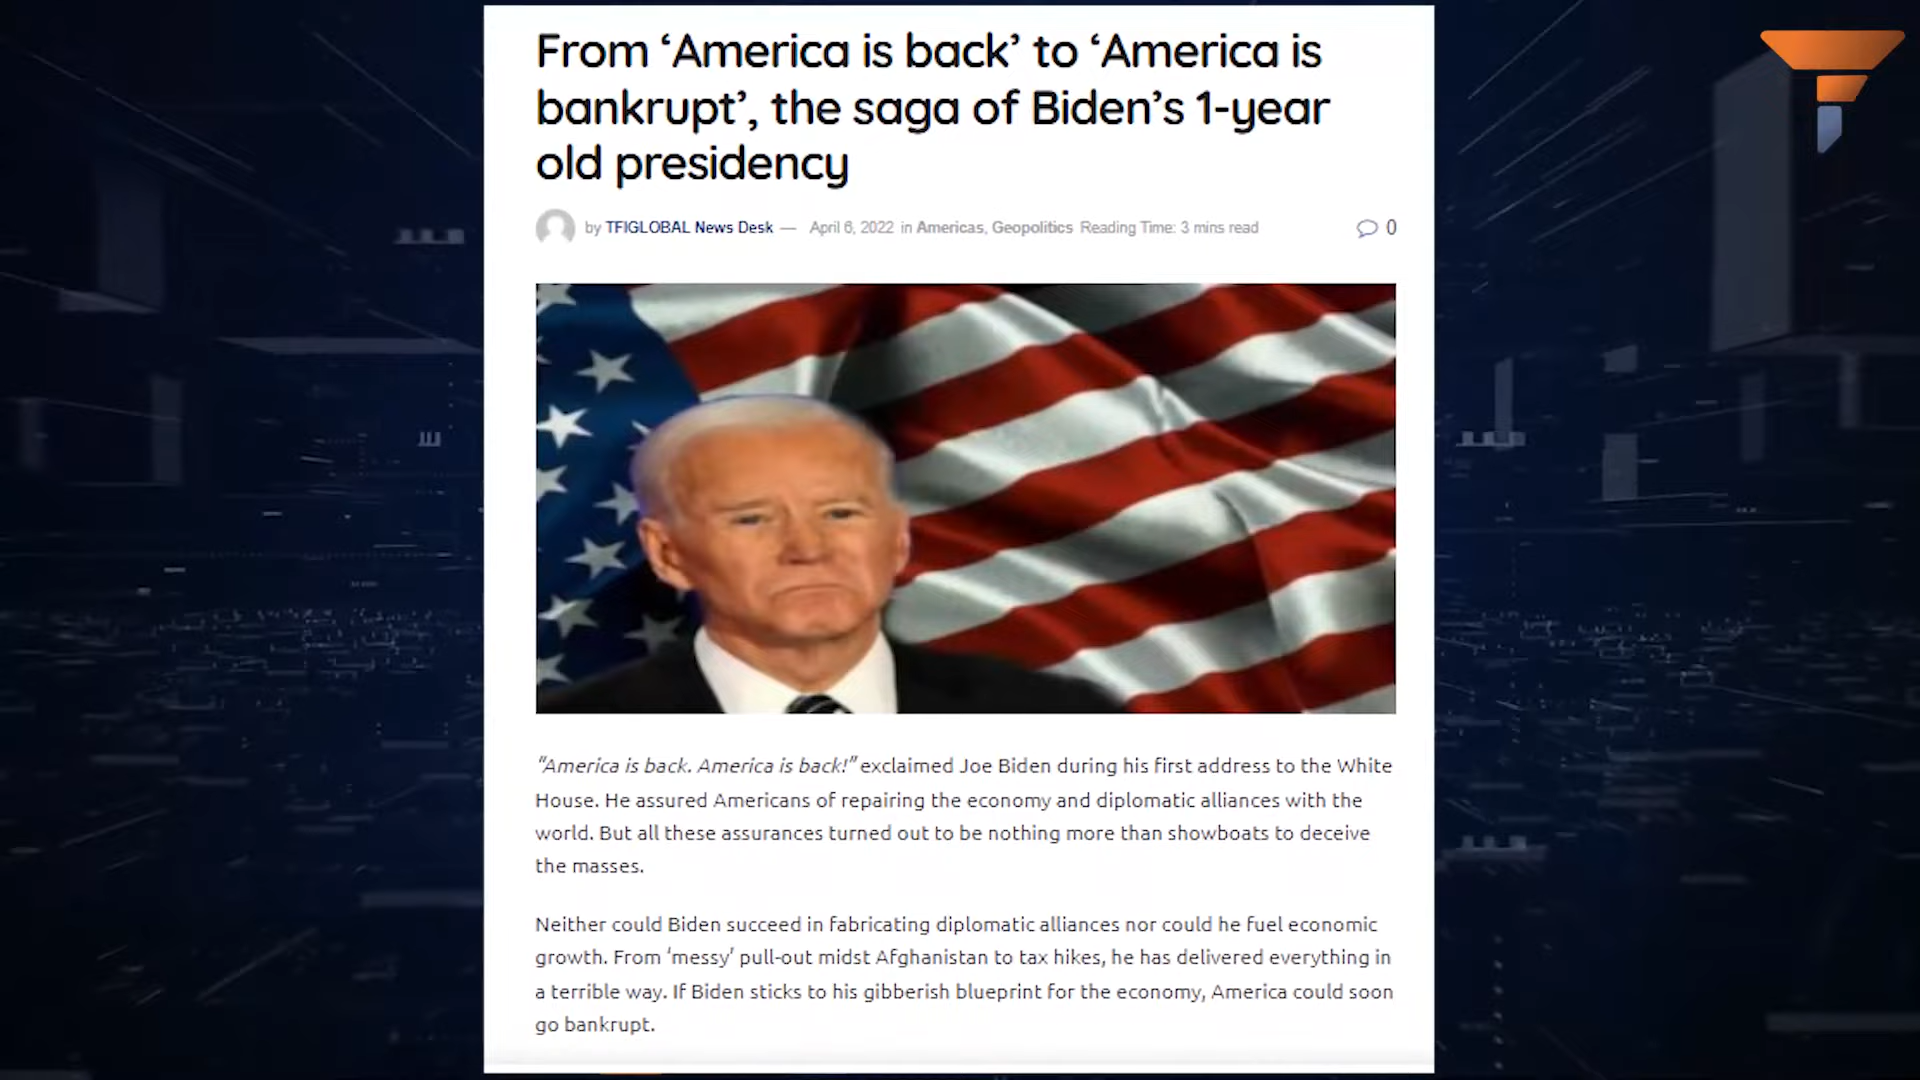 From ‘America is back’ to ‘America is
bankrupt’, the saga of Biden’s 1-year
old presidency
by TFIGLOBAL News Desk — April 6, 2022 in Americas, Geopolitics Reading Time: 3 mins read 0
“America is back. America is back!” exclaimed Joe Biden during his first address to the White
House. He assured Americans of repairing the economy and diplomatic alliances with the
world. But all these assurances turned out to be nothing more than showboats to deceive
the masses.
Neither could Biden succeed in fabricating diplomatic alliances nor could he fuel economic
growth. From ‘messy’ pull-out midst Afghanistan to tax hikes, he has delivered everything in
a terrible way. If Biden sticks to his gibberish blueprint for the economy, America could soon
go bankrupt.